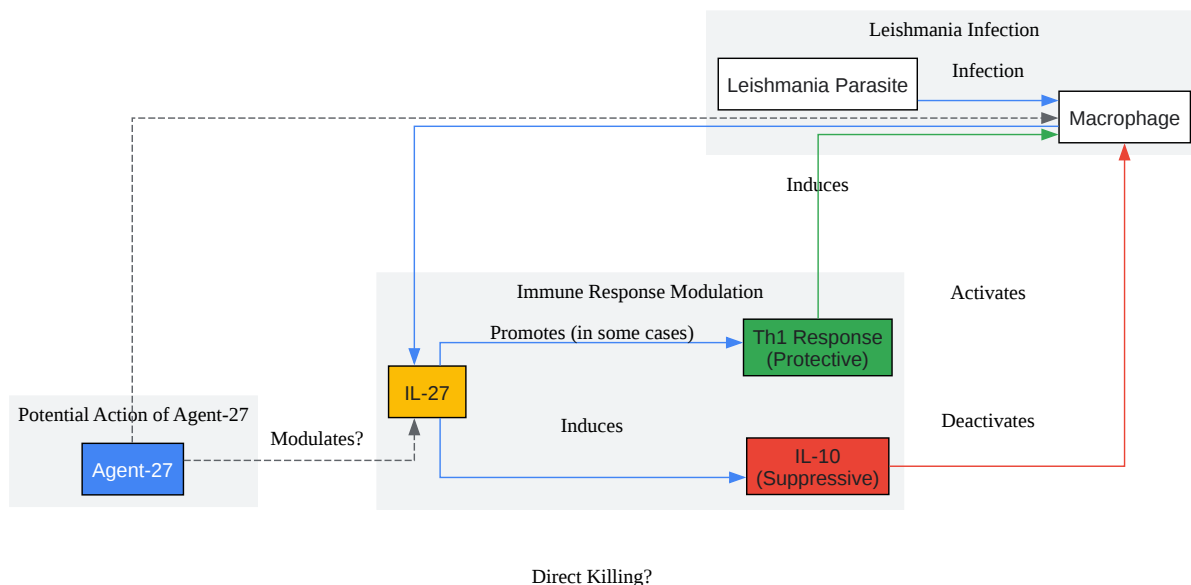 Leishmania Infection
Infection
Leishmania Parasite
Macrophage
Induces
Immune Response Modulation
Activates
Promotes (in some cases)
Th1 Response
(Protective)
IL-27
Potential Action of Agent-27
Modulates?
Induces
Deactivates
Agent-27
IL-10
(Suppressive)
Direct Killing?